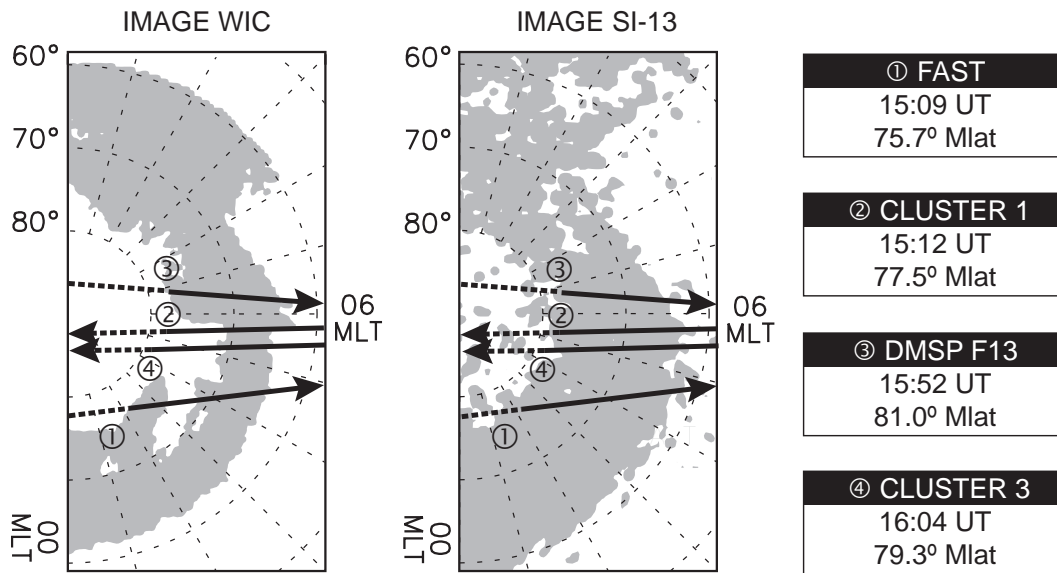 IMAGE WIC
60°
70°
80°
③
②
④
①
06
MLT
00
MLT
IMAGE SI-13
60°
70°
80°
③
②
④
①
06
MLT
00
MLT
① FAST
15:09 UT
75.7º Mlat
② CLUSTER 1
15:12 UT
77.5º Mlat
③ DMSP F13
15:52 UT
81.0º Mlat
④ CLUSTER 3
16:04 UT
79.3º Mlat